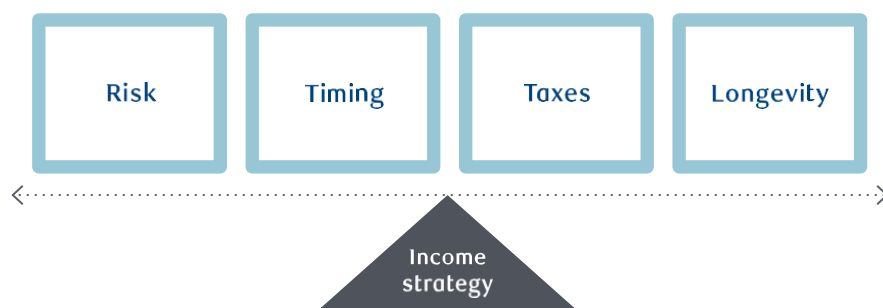 Risk
Timing
Taxes
Longevity
Income
strategy